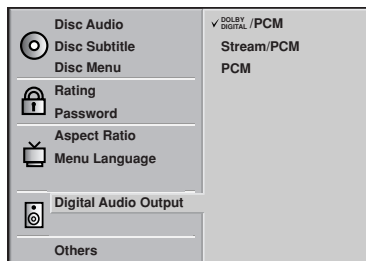 Disc Audio
Disc Subtitle
Disc Menu
Rating
Password
Aspect Ratio
Menu Language
Digital Audio Output
Others
DOLBY DIGITAL /PCM
Stream/PCM
PCM